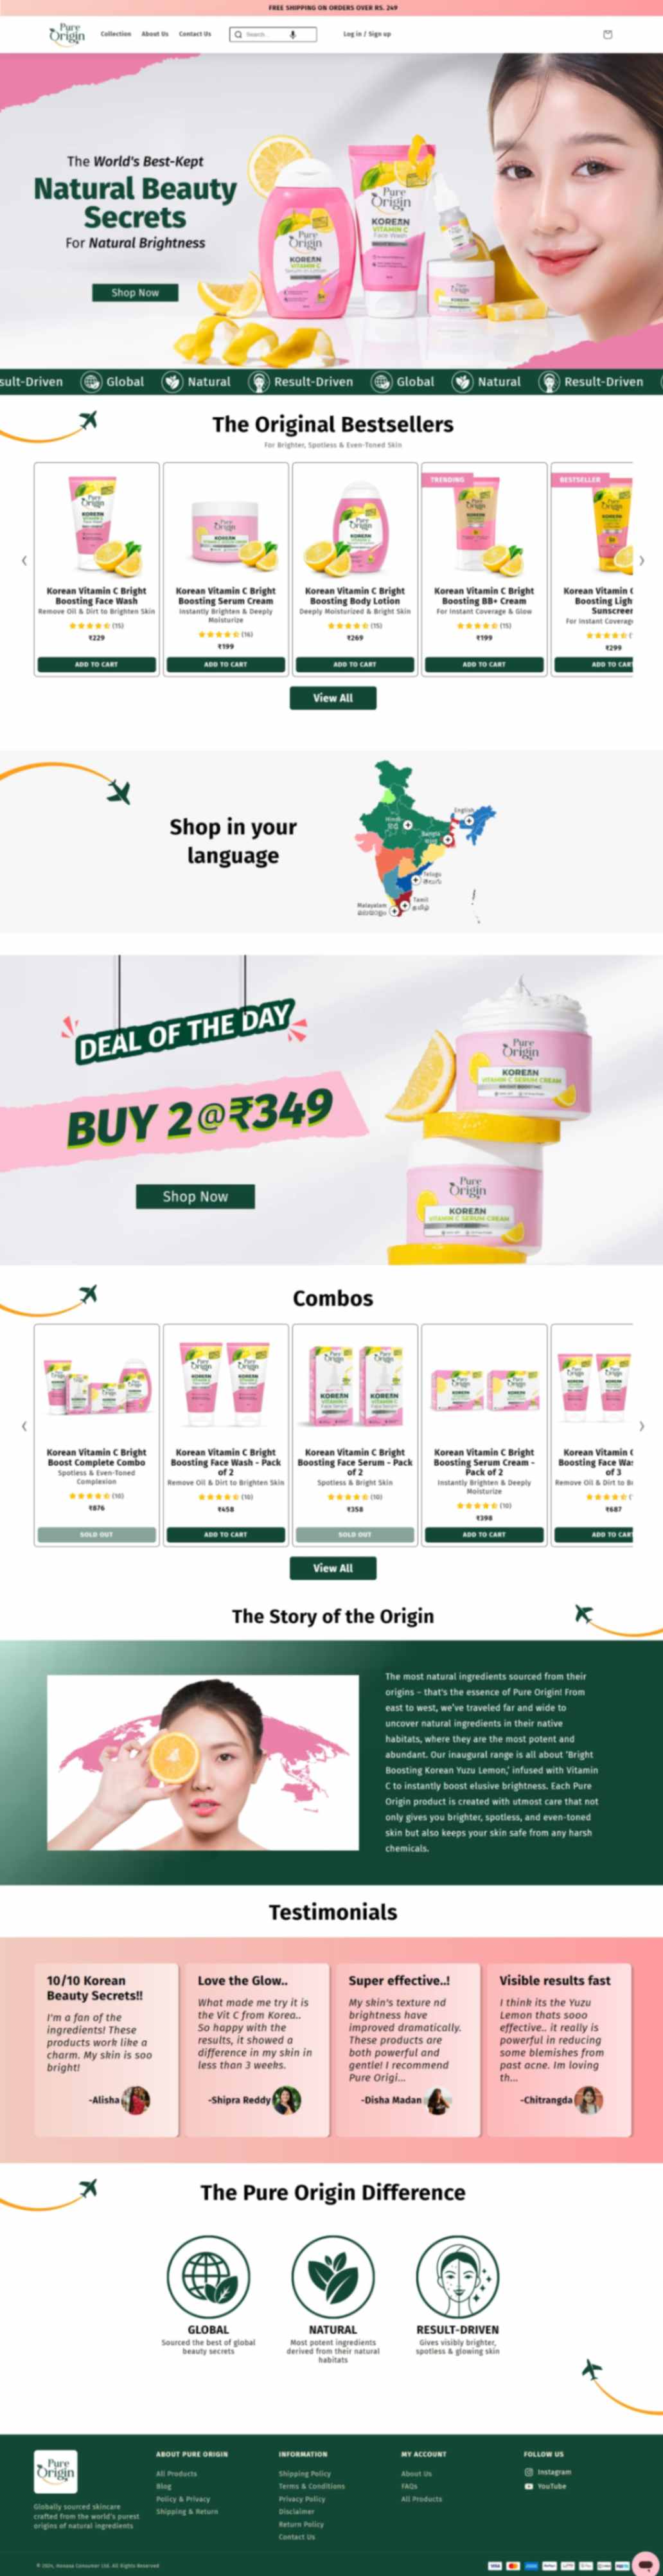 FREE SHIPPING ON ORDERS OVER RS. 249
Pure Origin
Collection
About Us
Contact Us
Search
Log in / Sign up
The World's Best-Kept
Natural Beauty
Secrets
For Natural Brightness
Shop Now
Pure Origin
KOREAN
VITAMIN C
Pure Origin
KOREAN
VITAMIN C
Face Wash
sult-Driven
Global
Natural
Result-Driven
Global
Natural
Result-Driven
The Original Bestsellers
For Brighter, Spotless & Even-Toned Skin
Korean Vitamin C Bright
Boosting Face Wash
Remove Oil & Dirt to Brighten Skin
(15)
₹229
ADD TO CART
Korean Vitamin C Bright
Boosting Serum Cream
Instantly Brighten & Deeply
Moisturize
(16)
₹199
ADD TO CART
Korean Vitamin C Bright
Boosting Body Lotion
Deeply Moisturized & Bright Skin
(15)
₹269
ADD TO CART
TRENDING
Korean Vitamin C Bright
Boosting BB+ Cream
For Instant Coverage & Glow
(15)
₹199
ADD TO CART
BESTSELLER
Korean Vitamin C
Boosting Ligh
Sunscree
For Instant Coverag
₹299
ADD TO CAR
View All
Shop in your
language
English
Hindi
Bangla
Telugu
Tamil
Malayalam
DEAL OF THE DAY
BUY 2@₹349
Shop Now
Pure Origin
KOREAN
VITAMIN C SERUM CREAM
Pure Origin
KOREAN
VITAMIN C SERUM CREAM
Combos
Korean Vitamin C Bright
Boost Complete Combo
Spotless & Even-Toned
Complexion
(10)
₹876
SOLD OUT
Korean Vitamin C Bright
Boosting Face Wash - Pack
of 2
Remove Oil & Dirt to Brighten Skin
(10)
₹458
ADD TO CART
Korean Vitamin C Bright
Boosting Face Serum - Pack
of 2
Spotless & Bright Skin
(10)
₹358
SOLD OUT
Korean Vitamin C Bright
Boosting Serum Cream -
Pack of 2
Instantly Brighten & Deeply
Moisturize
(10)
₹398
ADD TO CART
Korean Vitamin C
Boosting Face Wa
of 3
Remove Oil & Dirt to B
₹687
ADD TO CAR
View All
The Story of the Origin
The most natural ingredients sourced from their
origins – that's the essence of Pure Origin! From
east to west, we've traveled far and wide to
uncover natural ingredients in their native
habitats, where they are the most potent and
abundant. Our inaugural range is all about 'Bright
Boosting Korean Yuzu Lemon,' infused with Vitamin
C to instantly boost elusive brightness. Each Pure
Origin product is created with utmost care that not
only gives you brighter, spotless, and even-toned
skin but also keeps your skin safe from any harsh
chemicals.
Testimonials
10/10 Korean
Beauty Secrets!!
I'm a fan of the
ingredients! These
products work like a
charm. My skin is soo
bright!
-Alisha
Love the Glow..
What made me try it is
the Vit C from Korea..
So happy with the
results, it showed a
difference in my skin in
less than 3 weeks.
-Shipra Reddy
Super effective..!
My skin's texture nd
brightness have
improved dramatically.
These products are
both powerful and
gentle! I recommend
Pure Origi...
-Disha Madan
Visible results fast
I think its the Yuzu
Lemon thats sooo
effective.. it really is
powerful in reducing
some blemishes from
past acne. Im loving
th...
-Chitrangda
The Pure Origin Difference
GLOBAL
Sourced the best of global
beauty secrets
NATURAL
Most potent ingredients
derived from their natural
habitats
RESULT-DRIVEN
Gives visibly brighter,
spotless & glowing skin
Pure Origin
Globally sourced skincare
crafted from the world's purest
origins of natural ingredients
ABOUT PURE ORIGIN
All Products
Blog
Policy & Privacy
Shipping & Return
INFORMATION
Shipping Policy
Terms & Conditions
Privacy Policy
Disclaimer
Return Policy
Contact Us
MY ACCOUNT
About Us
FAQs
All Products
FOLLOW US
Instagram
YouTube
Consumer Ltd. All Rights Reserved
VISA